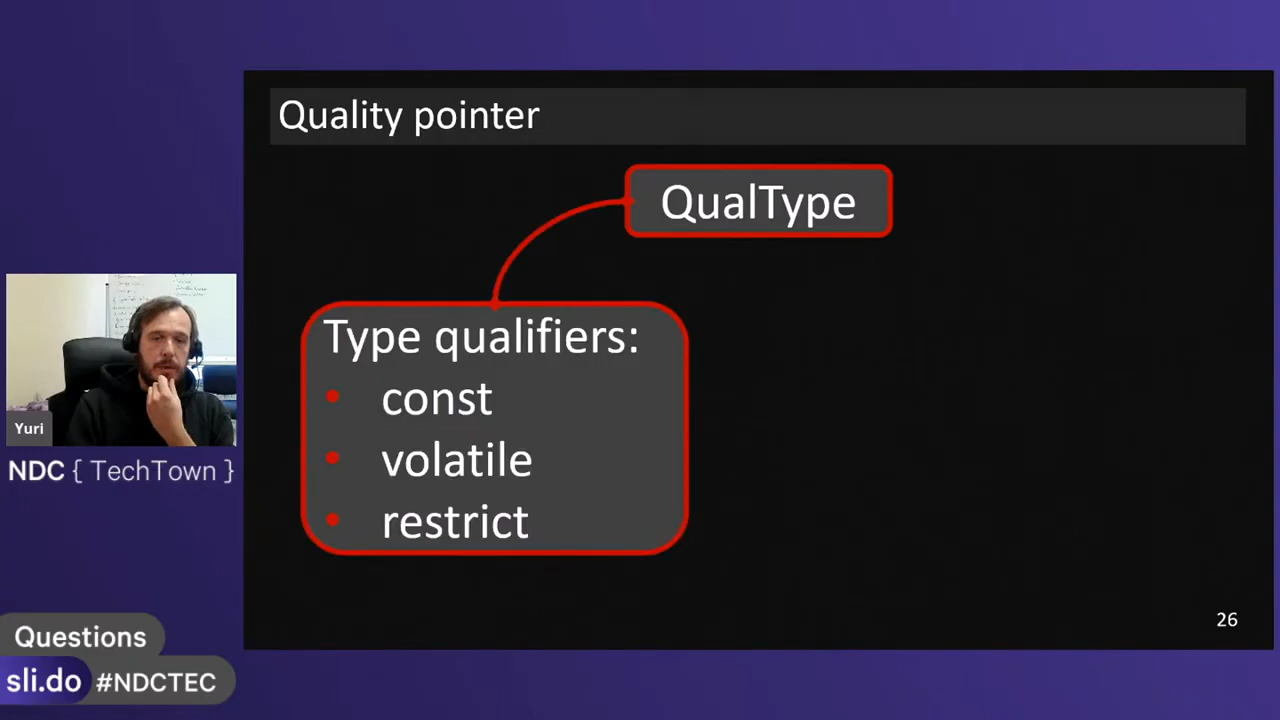 Quality pointer
QualType
Type qualifiers:
• const
• volatile
• restrict
26
Yuri
NDC { TechTown }
Questions
sli.do #NDCTEC